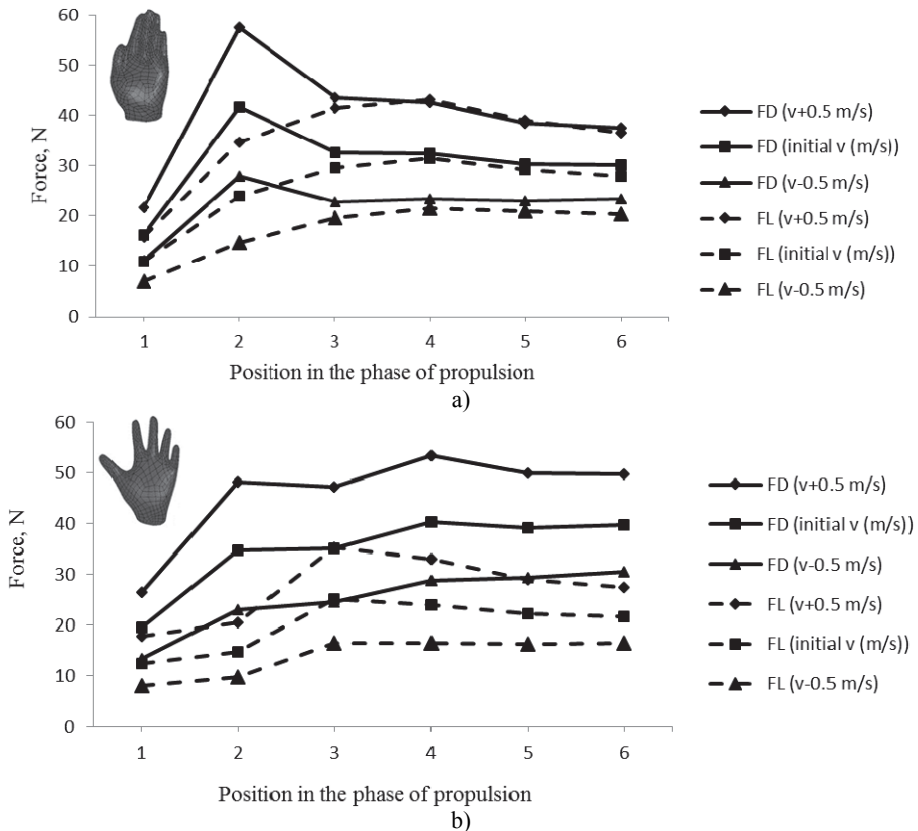 60
50
40
30
20
10
0
Force, N
1 2 3 4 5 6
Position in the phase of propulsion
FD (v+0.5 m/s)
FD (initial v (m/s))
FD (v-0.5 m/s)
FL (v+0.5 m/s)
FL (initial v (m/s))
FL (v-0.5 m/s)
a)
60
50
40
30
20
10
0
Force, N
1 2 3 4 5 6
Position in the phase of propulsion
FD (v+0.5 m/s)
FD (initial v (m/s))
FD (v-0.5 m/s)
FL (v+0.5 m/s)
FL (initial v (m/s))
FL (v-0.5 m/s)
b)